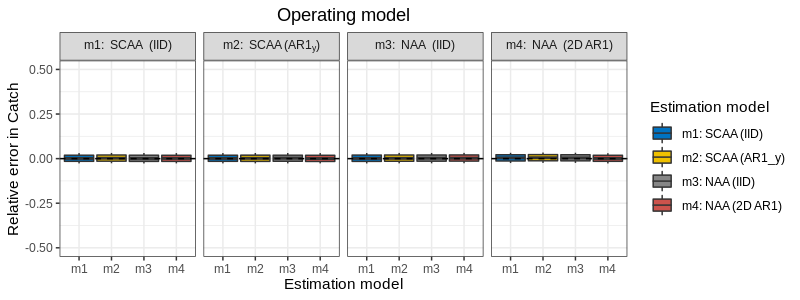 Operating model
m1: SCAA (IID) m2: SCAA (AR1y) m3: NAA (IID) m4: NAA (2D AR1)
Relative error in Catch
0.50
0.25
0.00
-0.25
-0.50
m1 m2 m3 m4 m1 m2 m3 m4 m1 m2 m3 m4 m1 m2 m3 m4
Estimation model
Estimation model
m1: SCAA (IID)
m2: SCAA (AR1_y)
m3: NAA (IID)
m4: NAA (2D AR1)